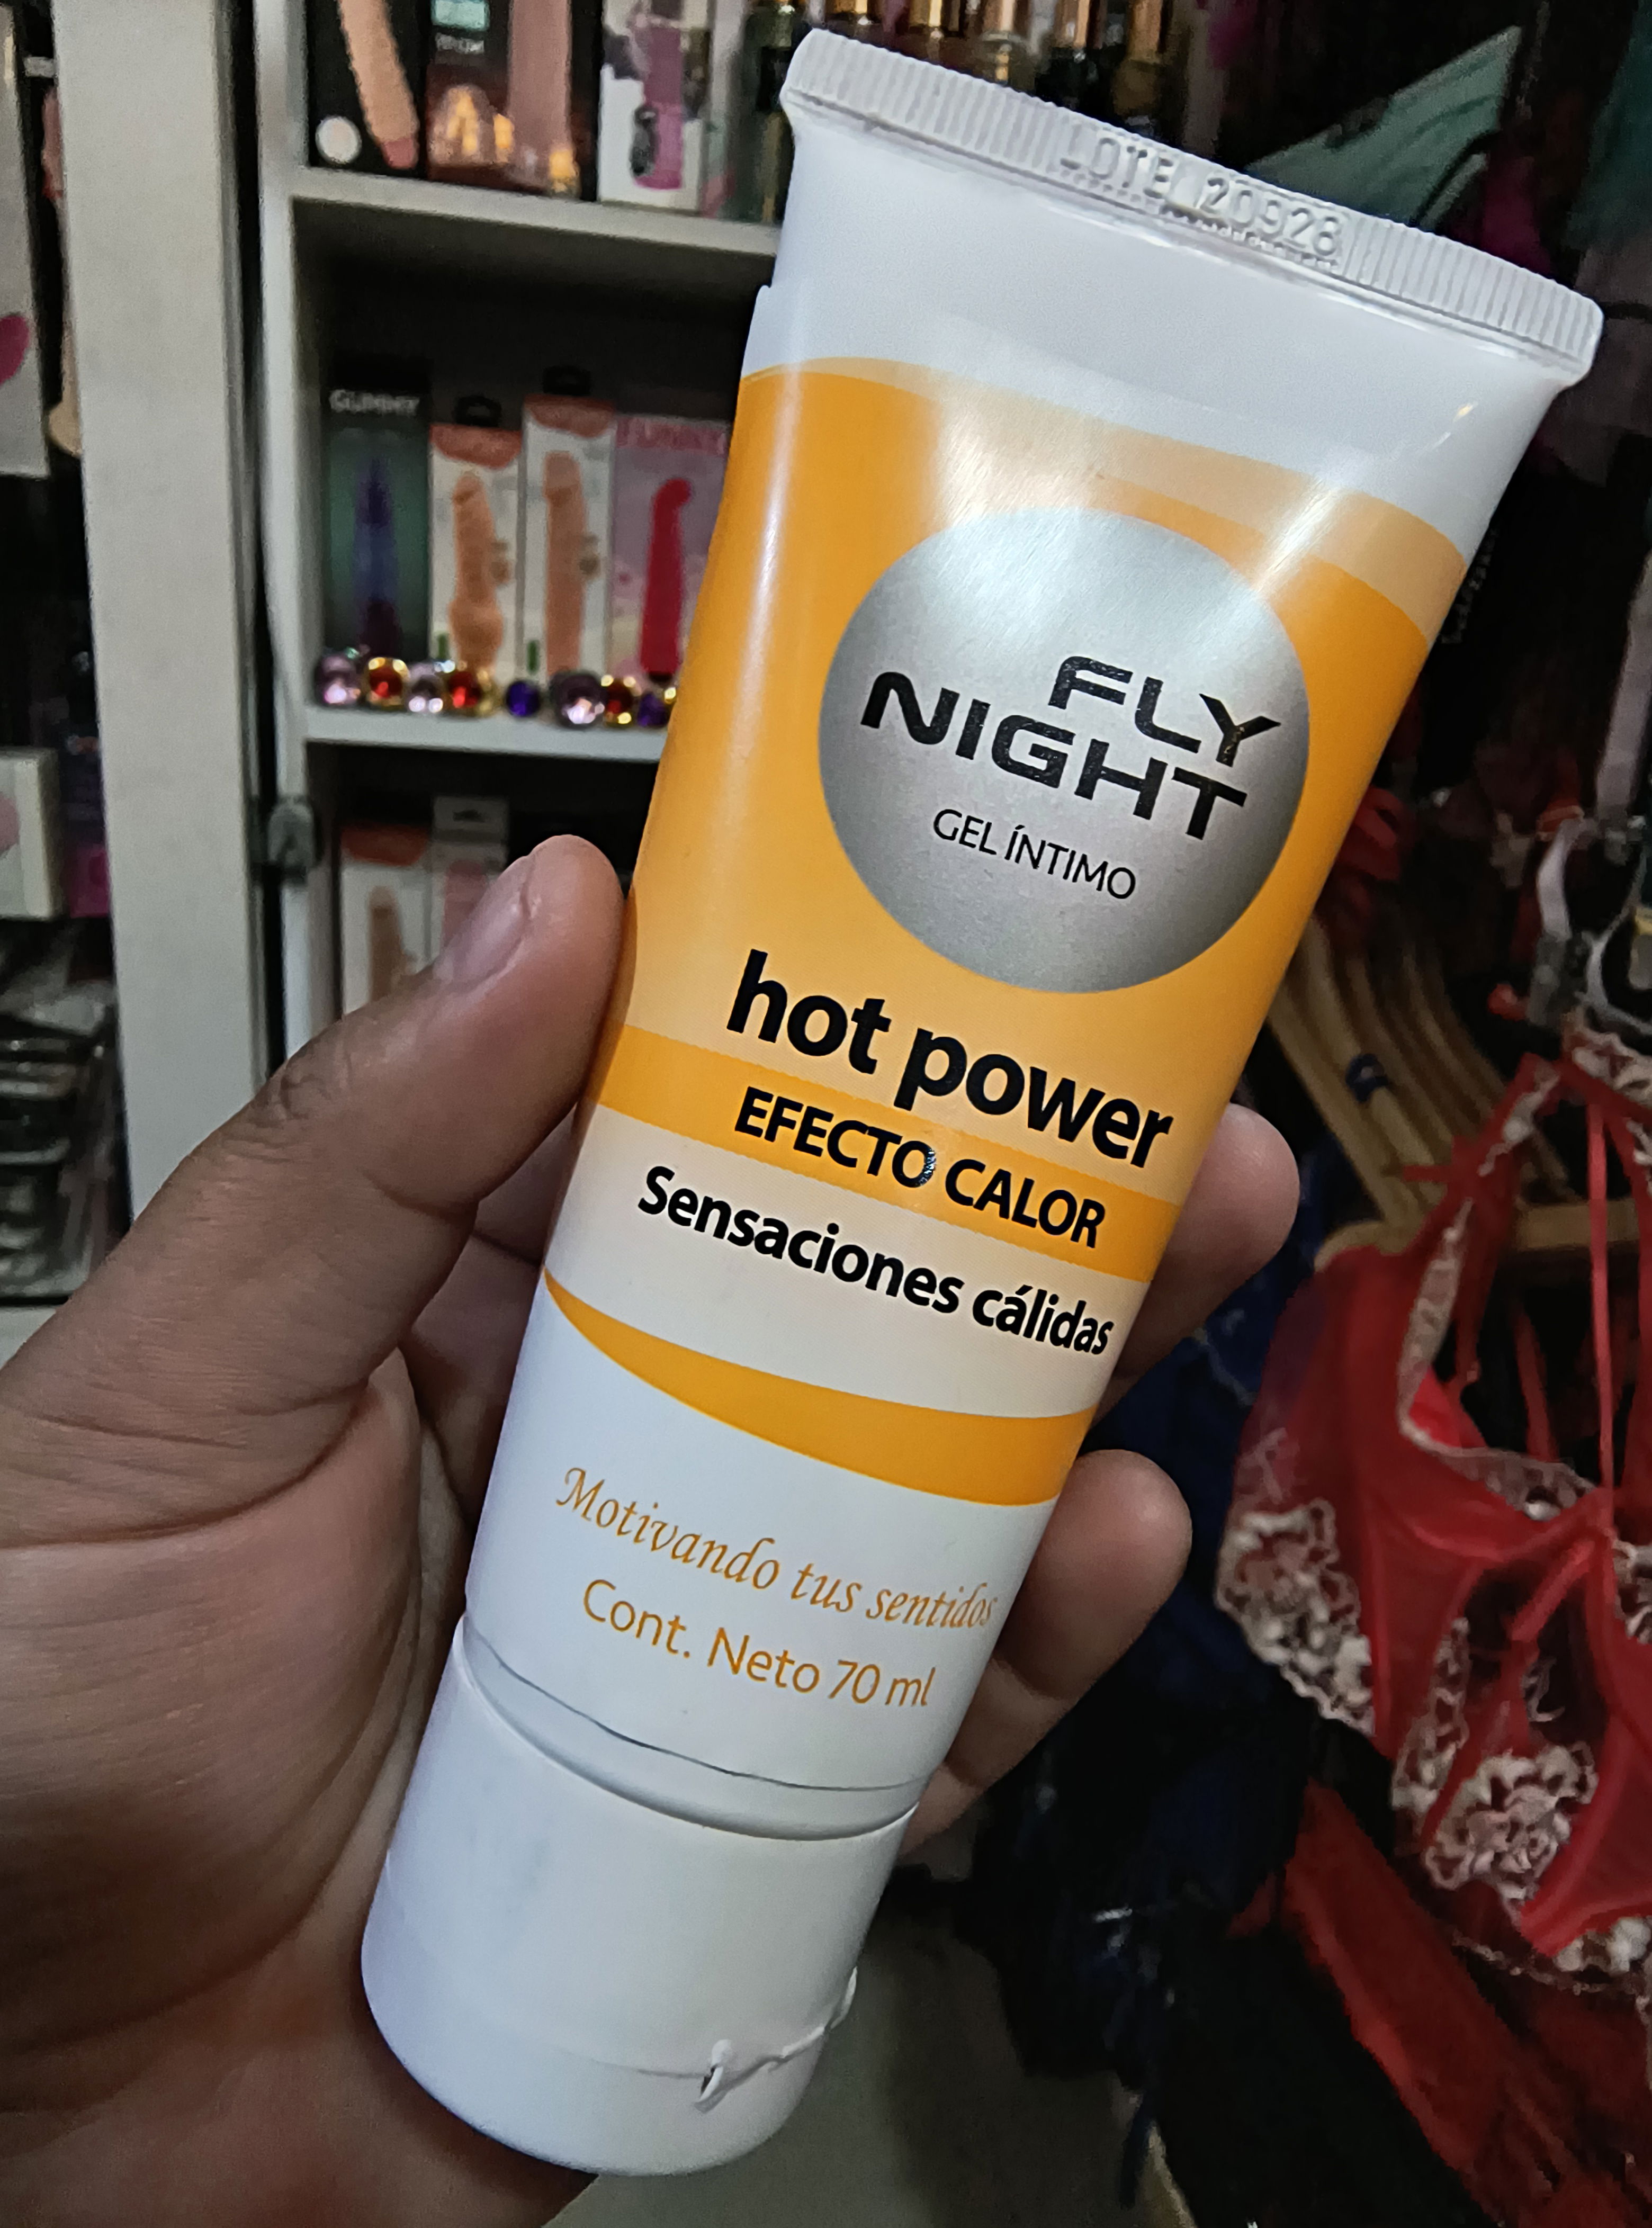 LOTE 20928
FLY
NIGHT
GEL ÍNTIMO
hot power
EFECTO CALOR
Sensaciones cálidas
Motivando tus sentidos
Cont. Neto 70 ml
GUMMY